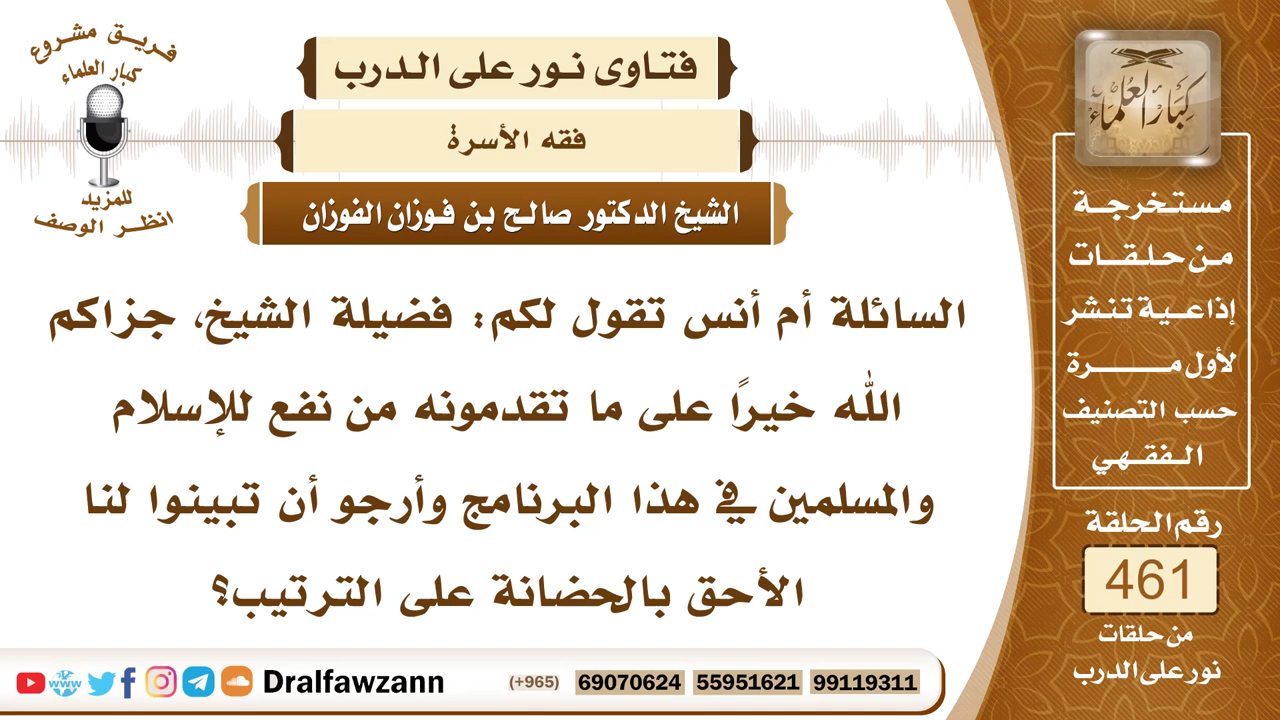 فريق مشروع
كبار العلماء
للمزيد
انظر الوصف
فتاوى نور على الدرب
فقه الأسرة
الشيخ الدكتور صالح بن فوزان الفوزان
السائلة أم أنس تقول لكم: فضيلة الشيخ، جزاكم
الله خيرًا على ما تقدمونه من نفع للإسلام
والمسلمين في هذا البرنامج وأرجو أن تبينوا لنا
الأحق بالحضانة على الترتيب؟
كبار العلماء
مستخرجة
من حلقات
إذاعية تنشر
لأول مرة
حسب التصنيف
الفقهي
رقم الحلقة
461
من حلقات
نور على الدرب
www Dralfawzann (+965) 69070624 55951621 99119311